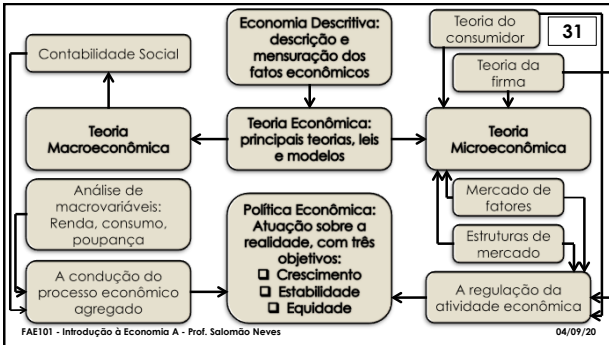 Economia Descritiva:
descrição e
mensuração dos
fatos econômicos
Teoria do
consumidor
31
Contabilidade Social
Teoria da
firma
Teoria
Macroeconômica
Teoria Econômica:
principais teorias, leis
e modelos
Teoria
Microeconômica
Análise de
macrovariáveis:
Renda, consumo,
poupança
Política Econômica:
Atuação sobre a
realidade, com três
objetivos:
❑ Crescimento
❑ Estabilidade
❑ Equidade
Mercado de
fatores
Estruturas de
mercado
A condução do
processo econômico
agregado
A regulação da
atividade econômica
FAE101 - Introdução à Economia A - Prof. Salomão Neves
04/09/20